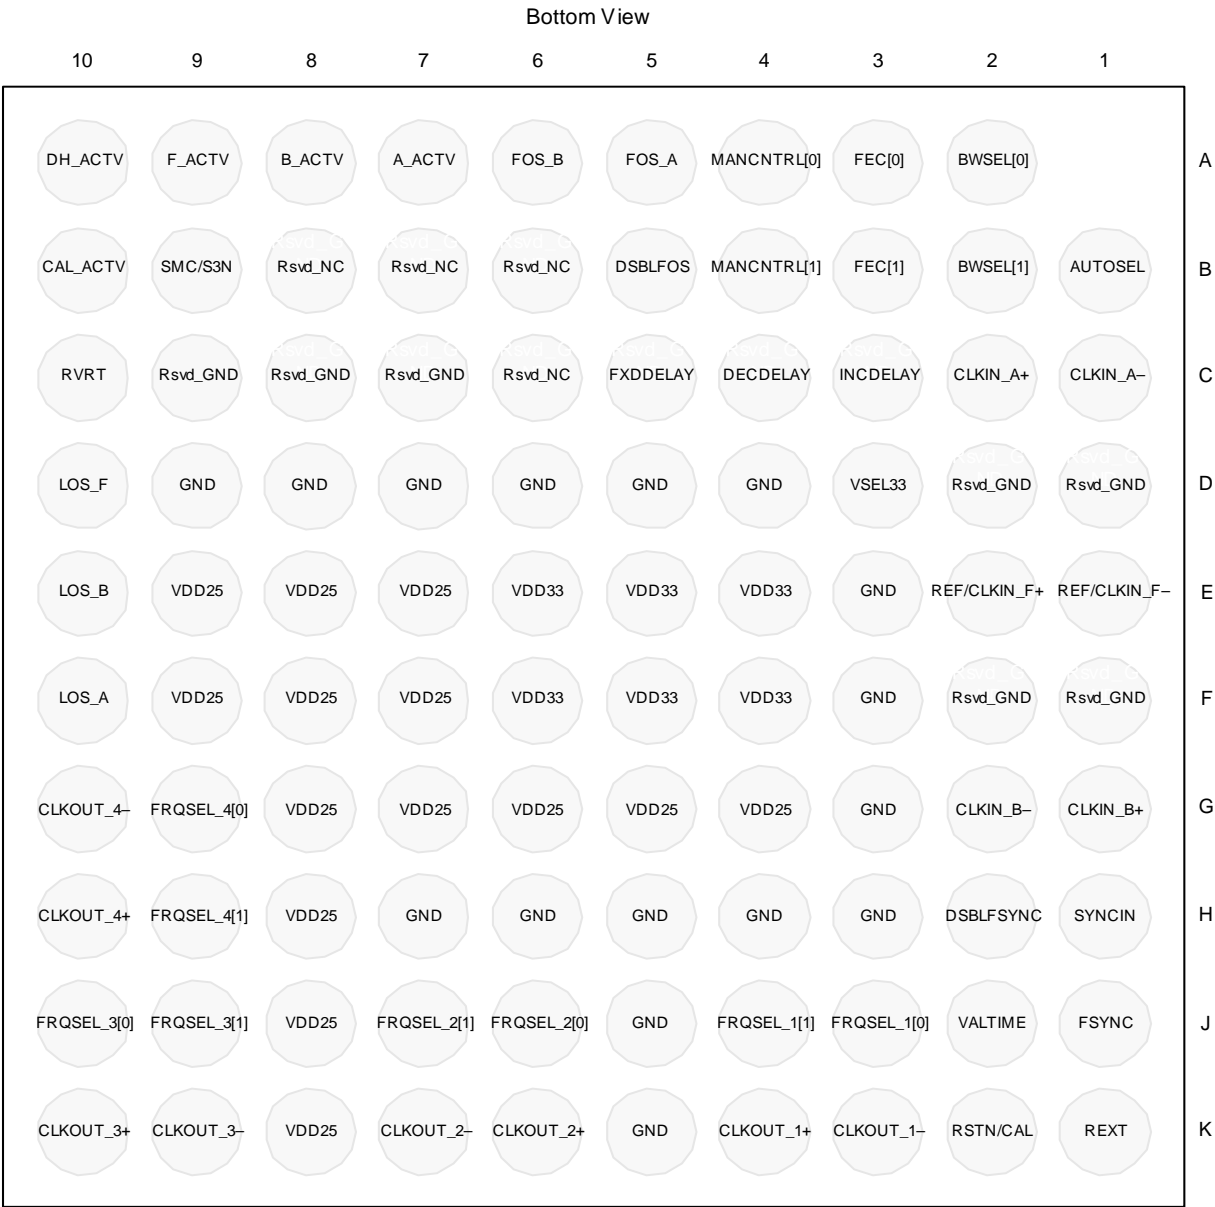 Bottom View
10 9 8 7 6 5 4 3 2 1
DH_ACTV F_ACTV B_ACTV A_ACTV FOS_B FOS_A MANCNTRL[0] FEC[0] BWSEL[0] A
CAL_ACTV SMC/S3N Rsvd_NC Rsvd_NC Rsvd_NC DSBLFOS MANCNTRL[1] FEC[1] BWSEL[1] AUTOSEL B
RVRT Rsvd_GND Rsvd_GND Rsvd_GND Rsvd_NC FXDDELAY DECDELAY INCDELAY CLKIN_A+ CLKIN_A– C
LOS_F GND GND GND GND GND GND VSEL33 Rsvd_GND Rsvd_GND D
LOS_B VDD25 VDD25 VDD25 VDD33 VDD33 VDD33 GND REF/CLKIN_F+ REF/CLKIN_F– E
LOS_A VDD25 VDD25 VDD25 VDD33 VDD33 VDD33 GND Rsvd_GND Rsvd_GND F
CLKOUT_4– FRQSEL_4[0] VDD25 VDD25 VDD25 VDD25 VDD25 GND CLKIN_B– CLKIN_B+ G
CLKOUT_4+ FRQSEL_4[1] VDD25 GND GND GND GND GND DSBLFSYNC SYNCIN H
FRQSEL_3[0] FRQSEL_3[1] VDD25 FRQSEL_2[1] FRQSEL_2[0] GND FRQSEL_1[1] FRQSEL_1[0] VALTIME FSYNC J
CLKOUT_3+ CLKOUT_3– VDD25 CLKOUT_2– CLKOUT_2+ GND CLKOUT_1+ CLKOUT_1– RSTN/CAL REXT K